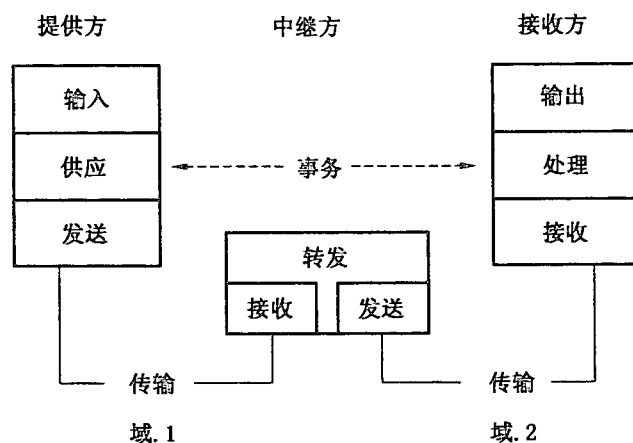 提供方 中继方 接收方
输入 输出
供应 事务 处理
发送 接收
转发
接收 发送
传输 传输
域.1 域.2